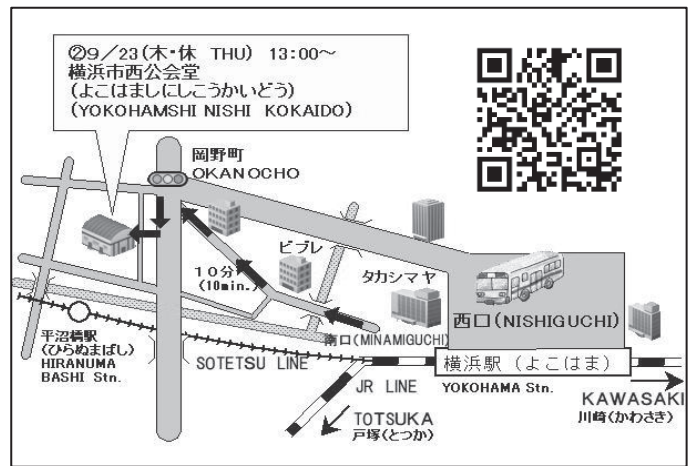 ②9/23(木・休 THU) 13:00~
横浜市西公会堂
(よこはましにしこうかいどう)
(YOKOHAMSHI NISHI KOKAIDO)
岡野町
OKANOCHO
ビブレ
10分
(10min.)
タカシマヤ
西口(NISHIGUCHI)
南口(MINAMIGUCHI)
平沼橋駅
(ひらぬまばし)
HIRANUMA
BASHI Stn.
SOTETSU LINE
横浜駅(よこはま)
YOKOHAMA Stn.
JR LINE
KAWASAKI
川崎(かわさき)
TOTSUKA
戸塚(とつか)